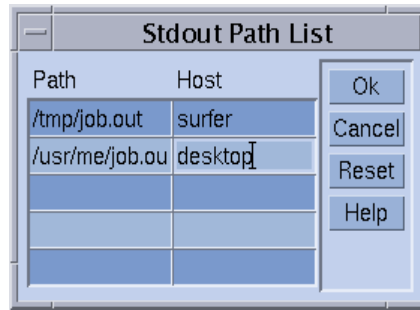 Stdout Path List
Path Host
/tmp/job.out surfer
/usr/me/job.ou desktop
Ok
Cancel
Reset
Help